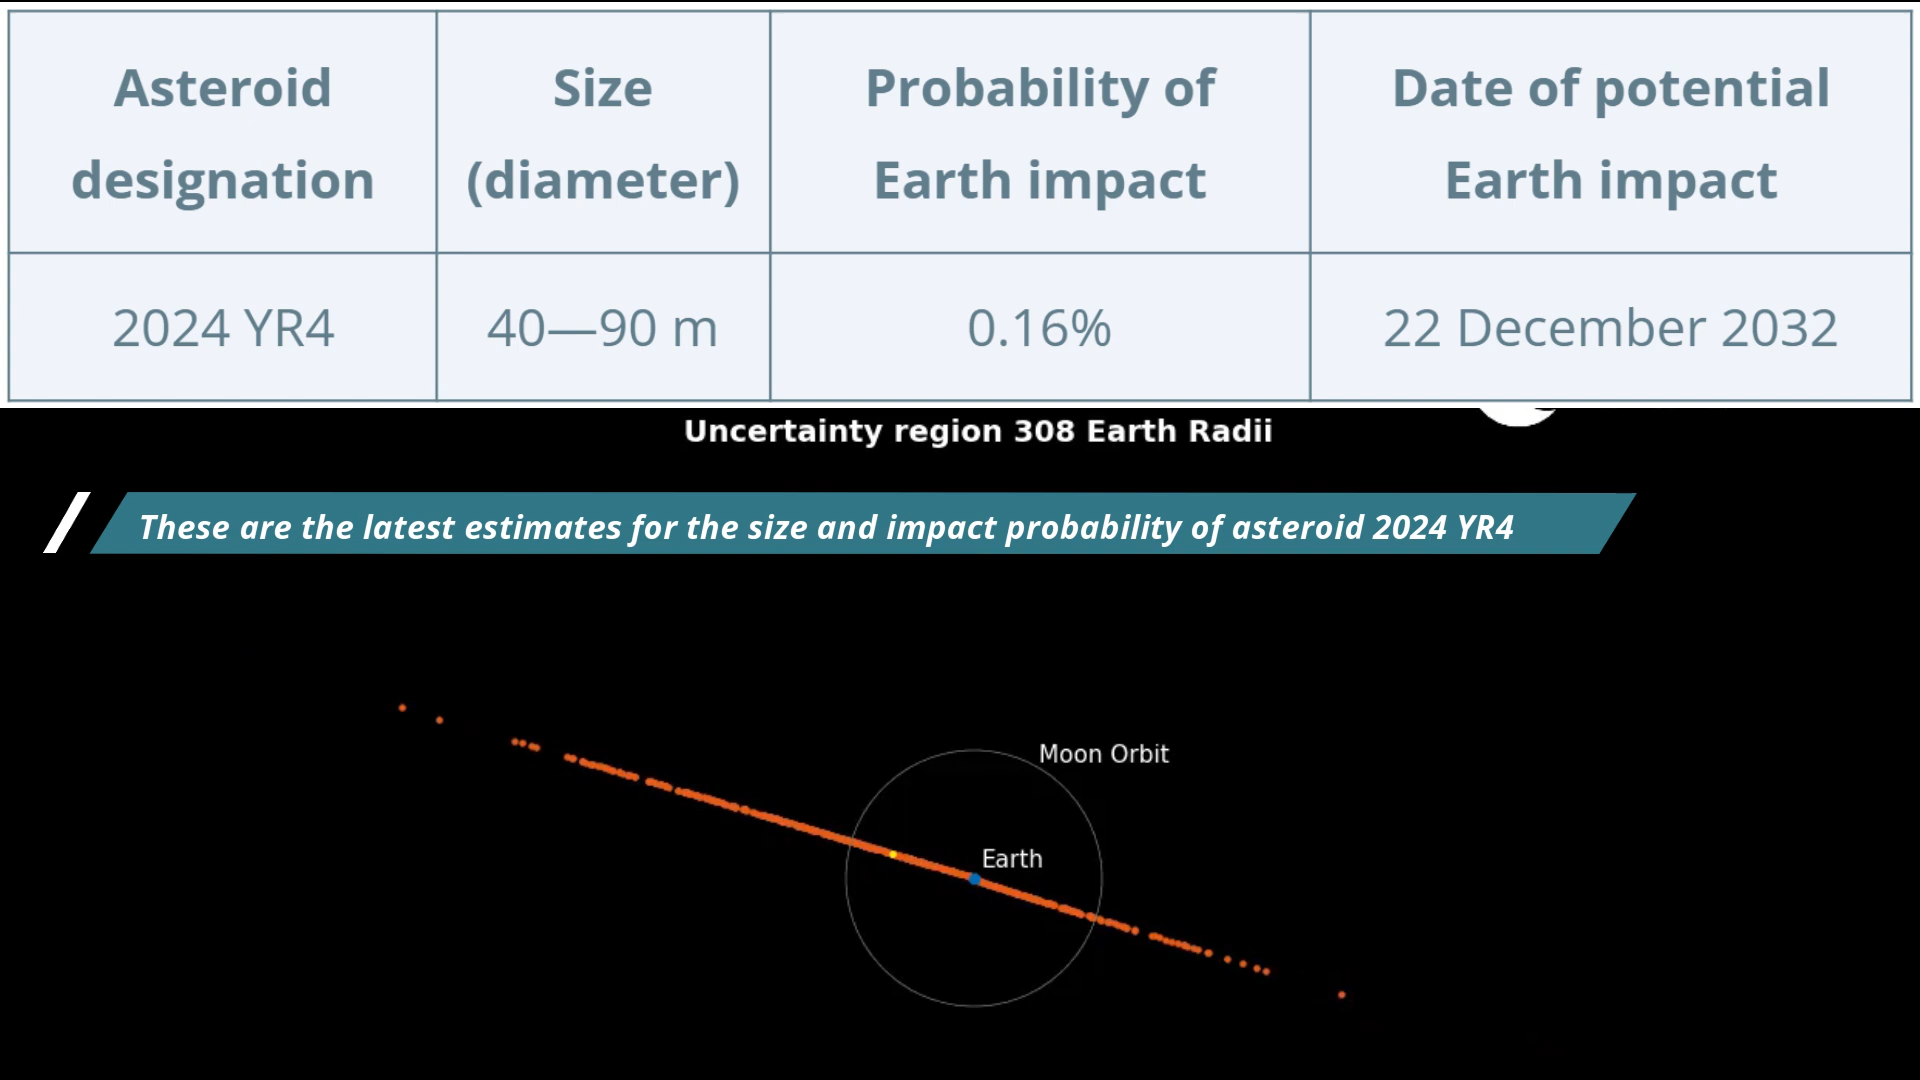 Asteroid designation
Size (diameter)
Probability of Earth impact
Date of potential Earth impact
2024 YR4
40—90 m
0.16%
22 December 2032
Uncertainty region 308 Earth Radii
These are the latest estimates for the size and impact probability of asteroid 2024 YR4
Moon Orbit
Earth